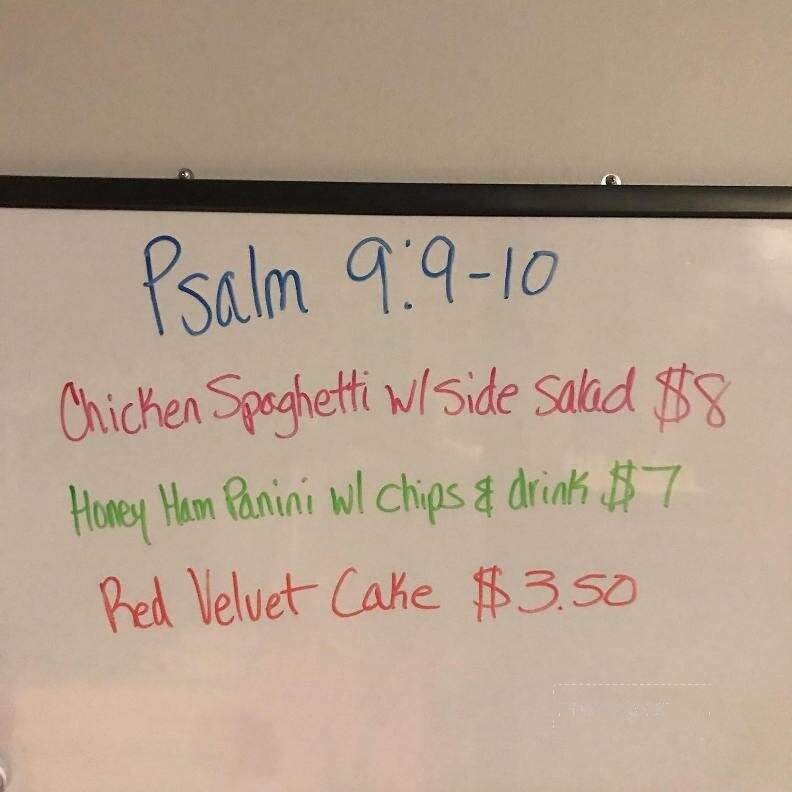 Psalm 9:9-10
Chicken Spaghetti w/ side salad $8
Honey Ham Panini w/ chips & drink $7
Red Velvet Cake $3.50